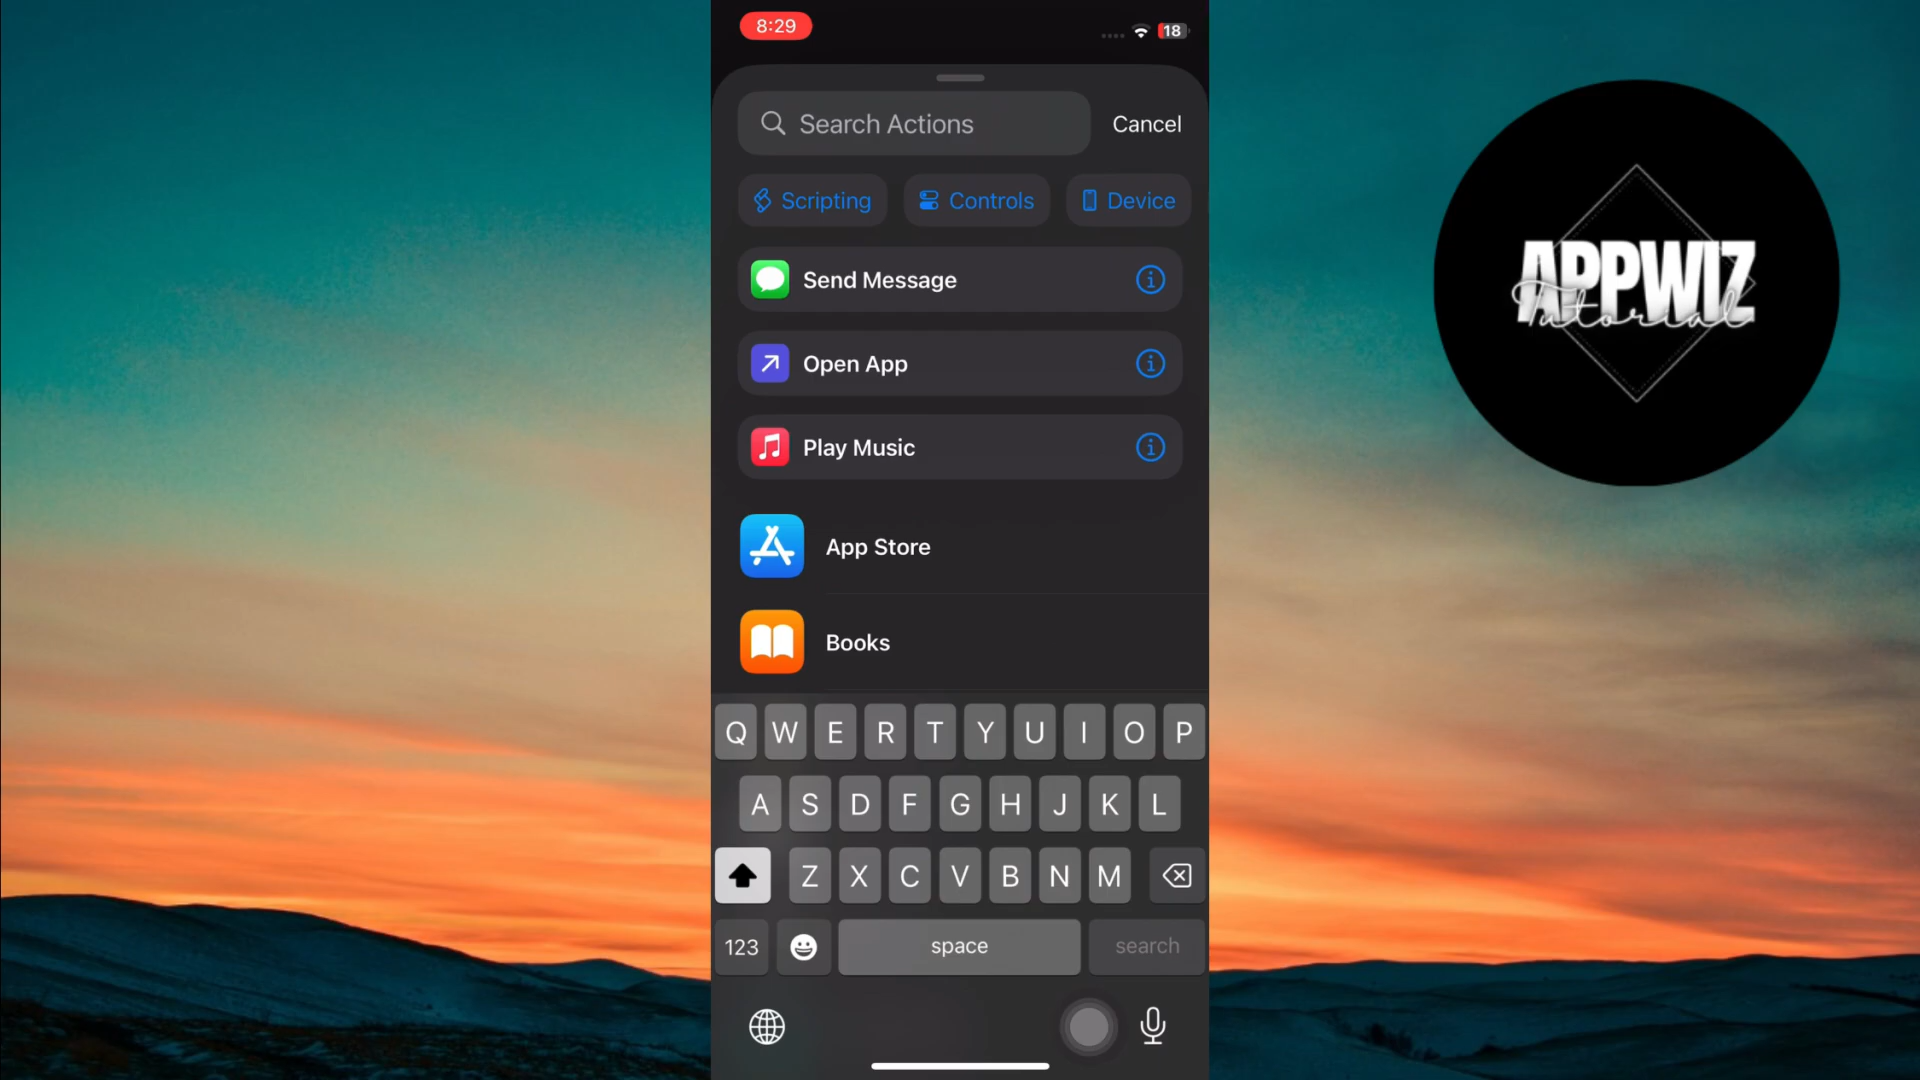 8:29
18
Search Actions
Cancel
Scripting
Controls
Device
Send Message
Open App
Play Music
App Store
Books
Q W E R T Y U I O P
A S D F G H J K L
Z X C V B N M
123
space
search
APPWIZ
Tutorial